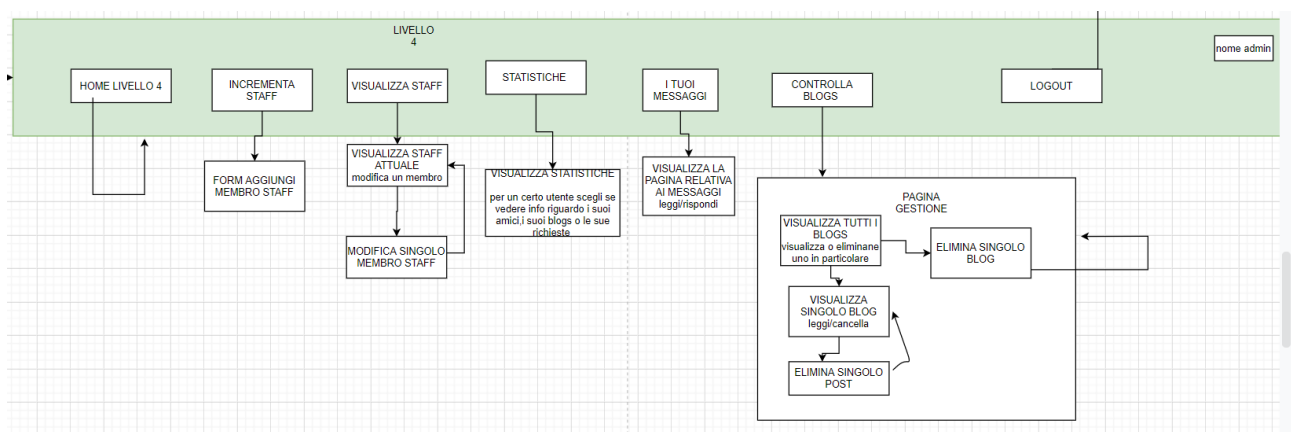 LIVELLO
4
nome admin
HOME LIVELLO 4
INCREMENTA
STAFF
VISUALIZZA STAFF
STATISTICHE
I TUOI
MESSAGGI
CONTROLLA
BLOGS
LOGOUT
FORM AGGIUNGI
MEMBRO STAFF
VISUALIZZA STAFF
ATTUALE
modifica un membro
MODIFICA SINGOLO
MEMBRO STAFF
VISUALIZZA STATISTICHE
per un certo utente scegli se
vedere info riguardo i suoi
amici,i suoi blogs o le sue
richieste
VISUALIZZA LA
PAGINA RELATIVA
AI MESSAGGI
leggi/rispondi
PAGINA
GESTIONE
VISUALIZZA TUTTI I
BLOGS
visualizza o eliminane
uno in particolare
ELIMINA SINGOLO
BLOG
VISUALIZZA
SINGOLO BLOG
leggi/cancella
ELIMINA SINGOLO
POST